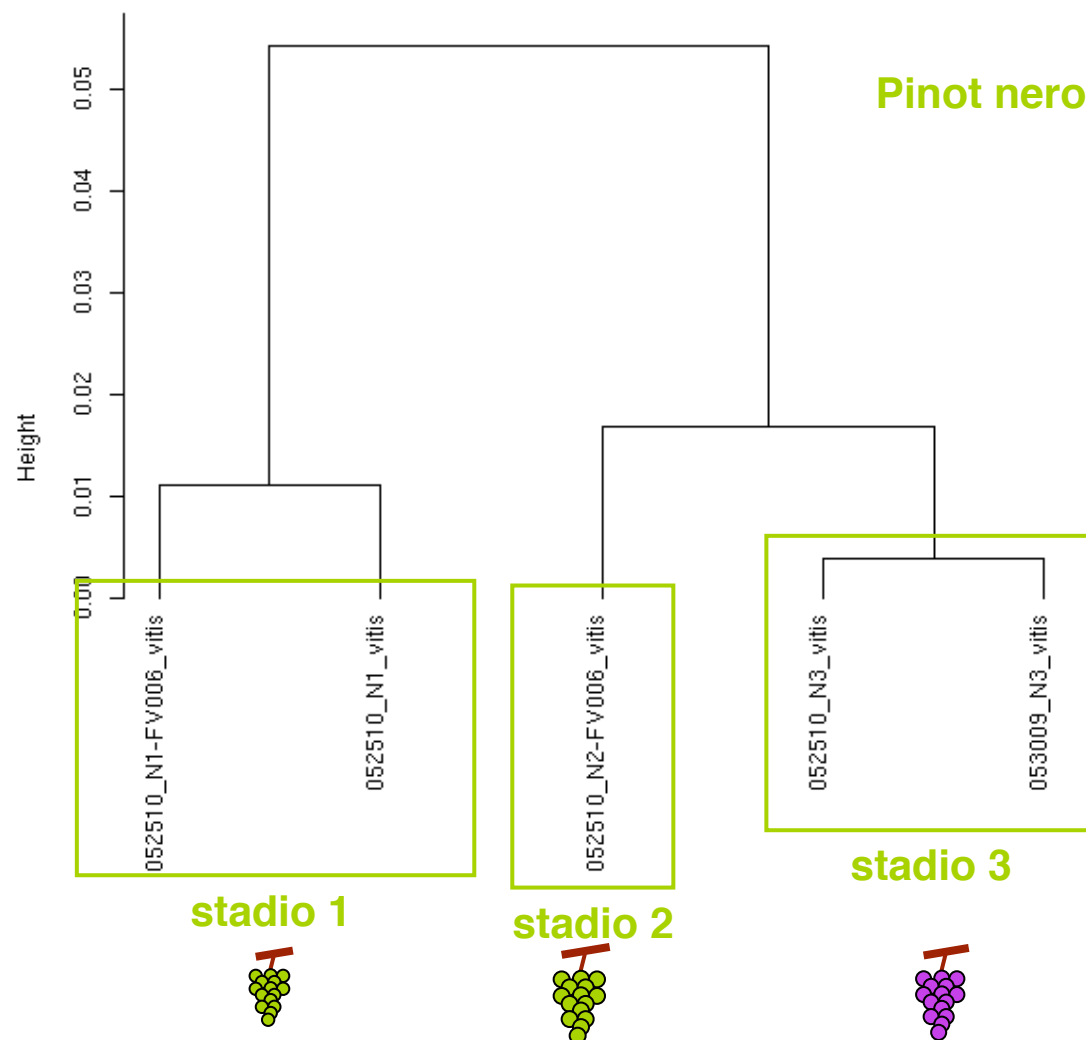 Pinot nero
Height
0.05
0.04
0.03
0.02
0.01
0.00
052510_N1-FV006_vitis
052510_N1_vitis
052510_N2-FV006_vitis
052510_N3_vitis
053009_N3_vitis
stadio 1
stadio 2
stadio 3